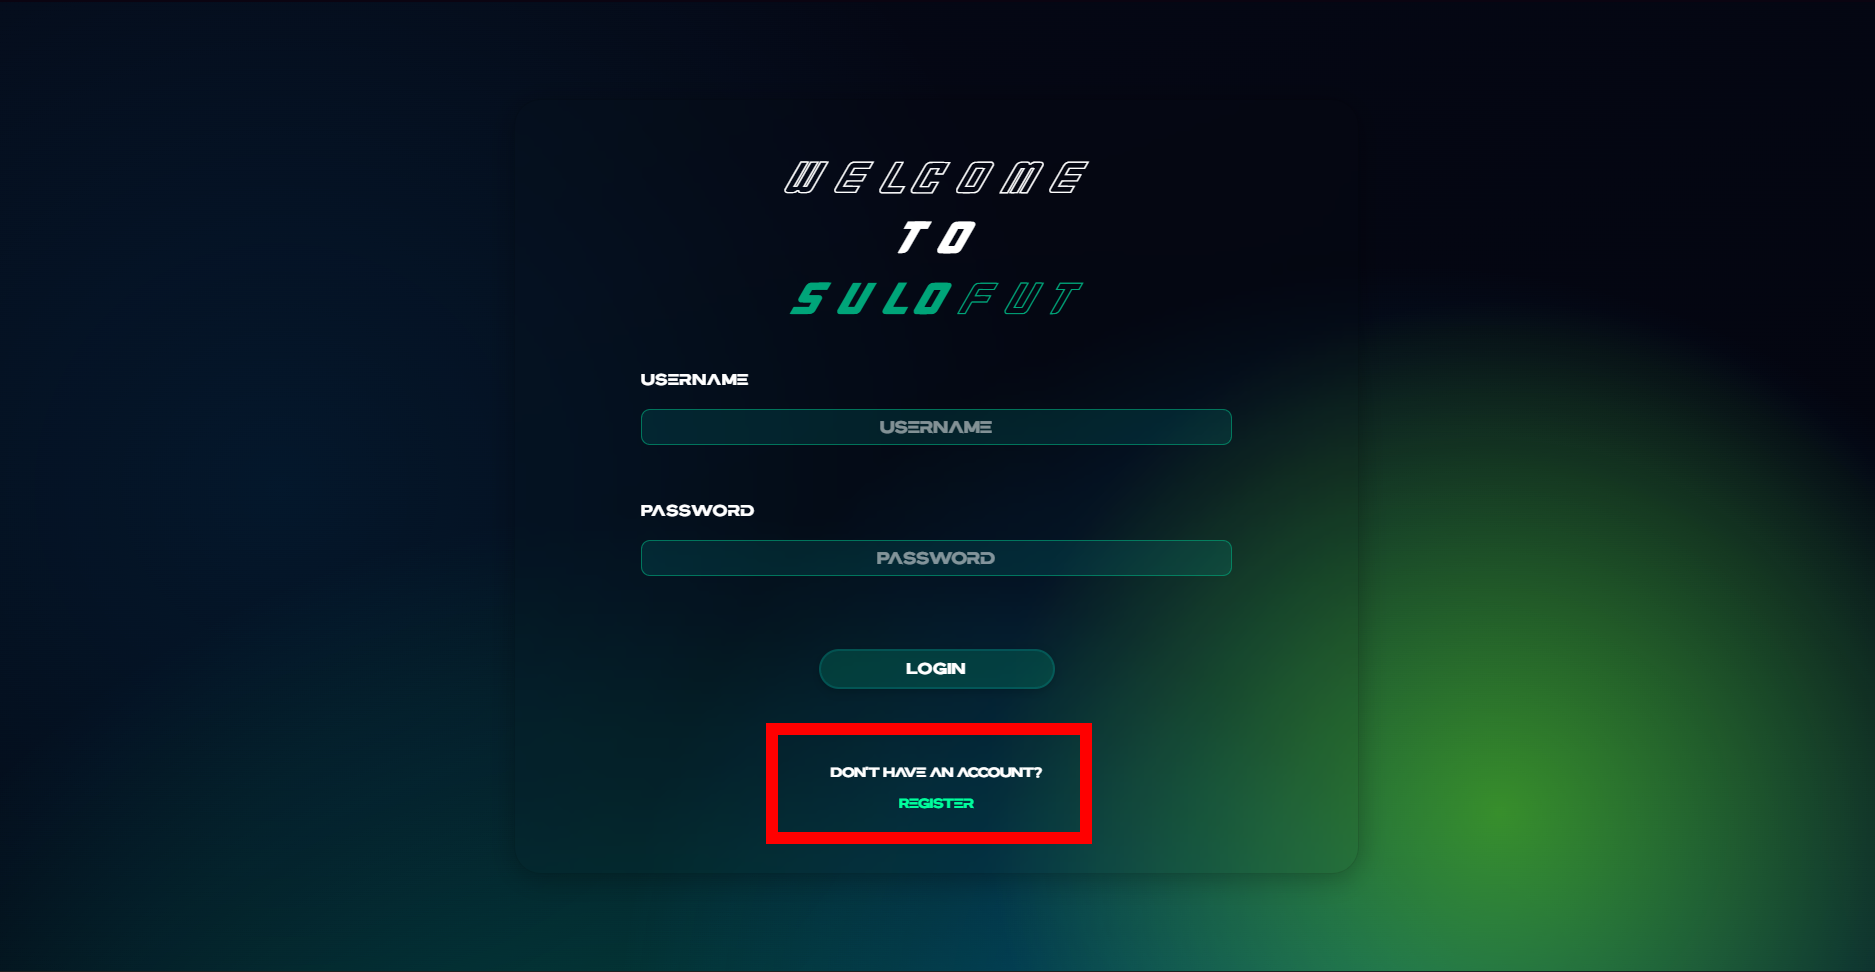 WELCOME
TO
SULOFUT
USERNAME
USERNAME
PASSWORD
PASSWORD
LOGIN
DON'T HAVE AN ACCOUNT?
REGISTER